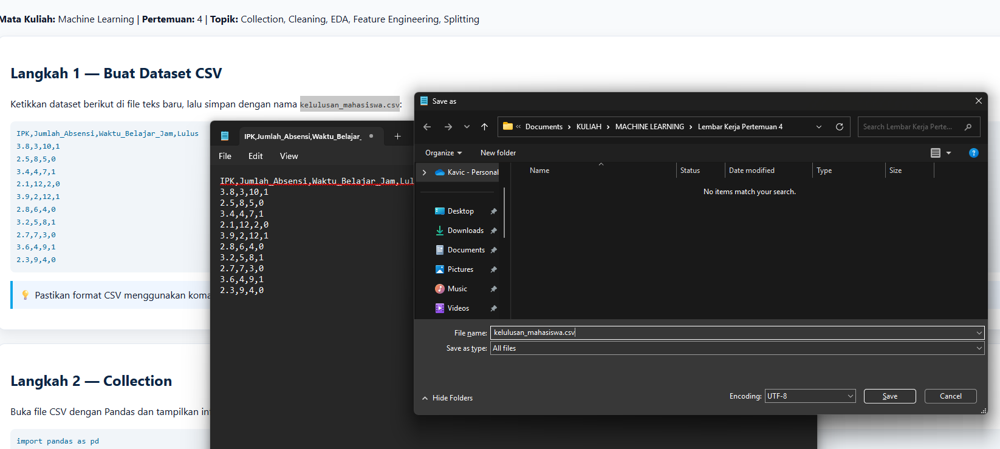 Mata Kuliah: Machine Learning | Pertemuan: 4 | Topik: Collection, Cleaning, EDA, Feature Engineering, Splitting
Langkah 1 — Buat Dataset CSV
Ketikkan dataset berikut di file teks baru, lalu simpan dengan nama kelulusan_mahasiswa.csv:
IPK,Jumlah_Absensi,Waktu_Belajar_Jam,Lulus
3.8,3,10,1
2.5,8,5,0
3.4,4,7,1
2.1,12,2,0
3.9,2,12,1
2.8,6,4,0
3.2,5,8,1
2.7,7,3,0
3.6,4,9,1
2.3,9,4,0
💡 Pastikan format CSV menggunakan koma
Langkah 2 — Collection
Buka file CSV dengan Pandas dan tampilkan in
import pandas as pd
IPK,Jumlah_Absensi,Waktu_Belajar_
File
Edit
View
IPK,Jumlah_Absensi,Waktu_Belajar_Jam,Lul
3.8,3,10,1
2.5,8,5,0
3.4,4,7,1
2.1,12,2,0
3.9,2,12,1
2.8,6,4,0
3.2,5,8,1
2.7,7,3,0
3.6,4,9,1
2.3,9,4,0
Save as
« Documents › KULIAH › MACHINE LEARNING › Lembar Kerja Pertemuan 4
Search Lembar Kerja Perte...
Organize
New folder
Kavic - Personal
Desktop
Downloads
Documents
Pictures
Music
Videos
Name
Status
Date modified
Type
Size
No items match your search.
File name: kelulusan_mahasiswa.csv
Save as type: All files
Hide Folders
Encoding: UTF-8
Save
Cancel